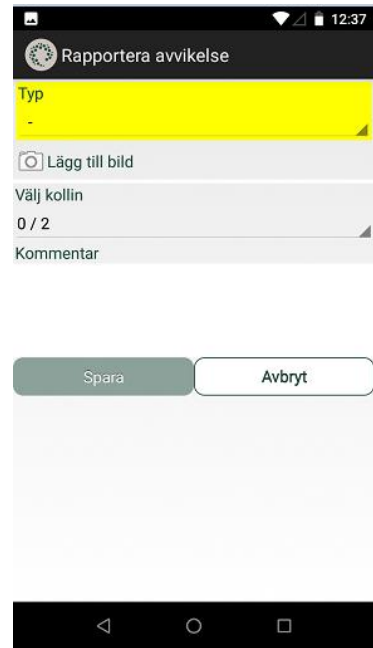 12:37
Rapportera avvikelse
Typ
-
Lägg till bild
Välj kollin
0 / 2
Kommentar
Spara
Avbryt